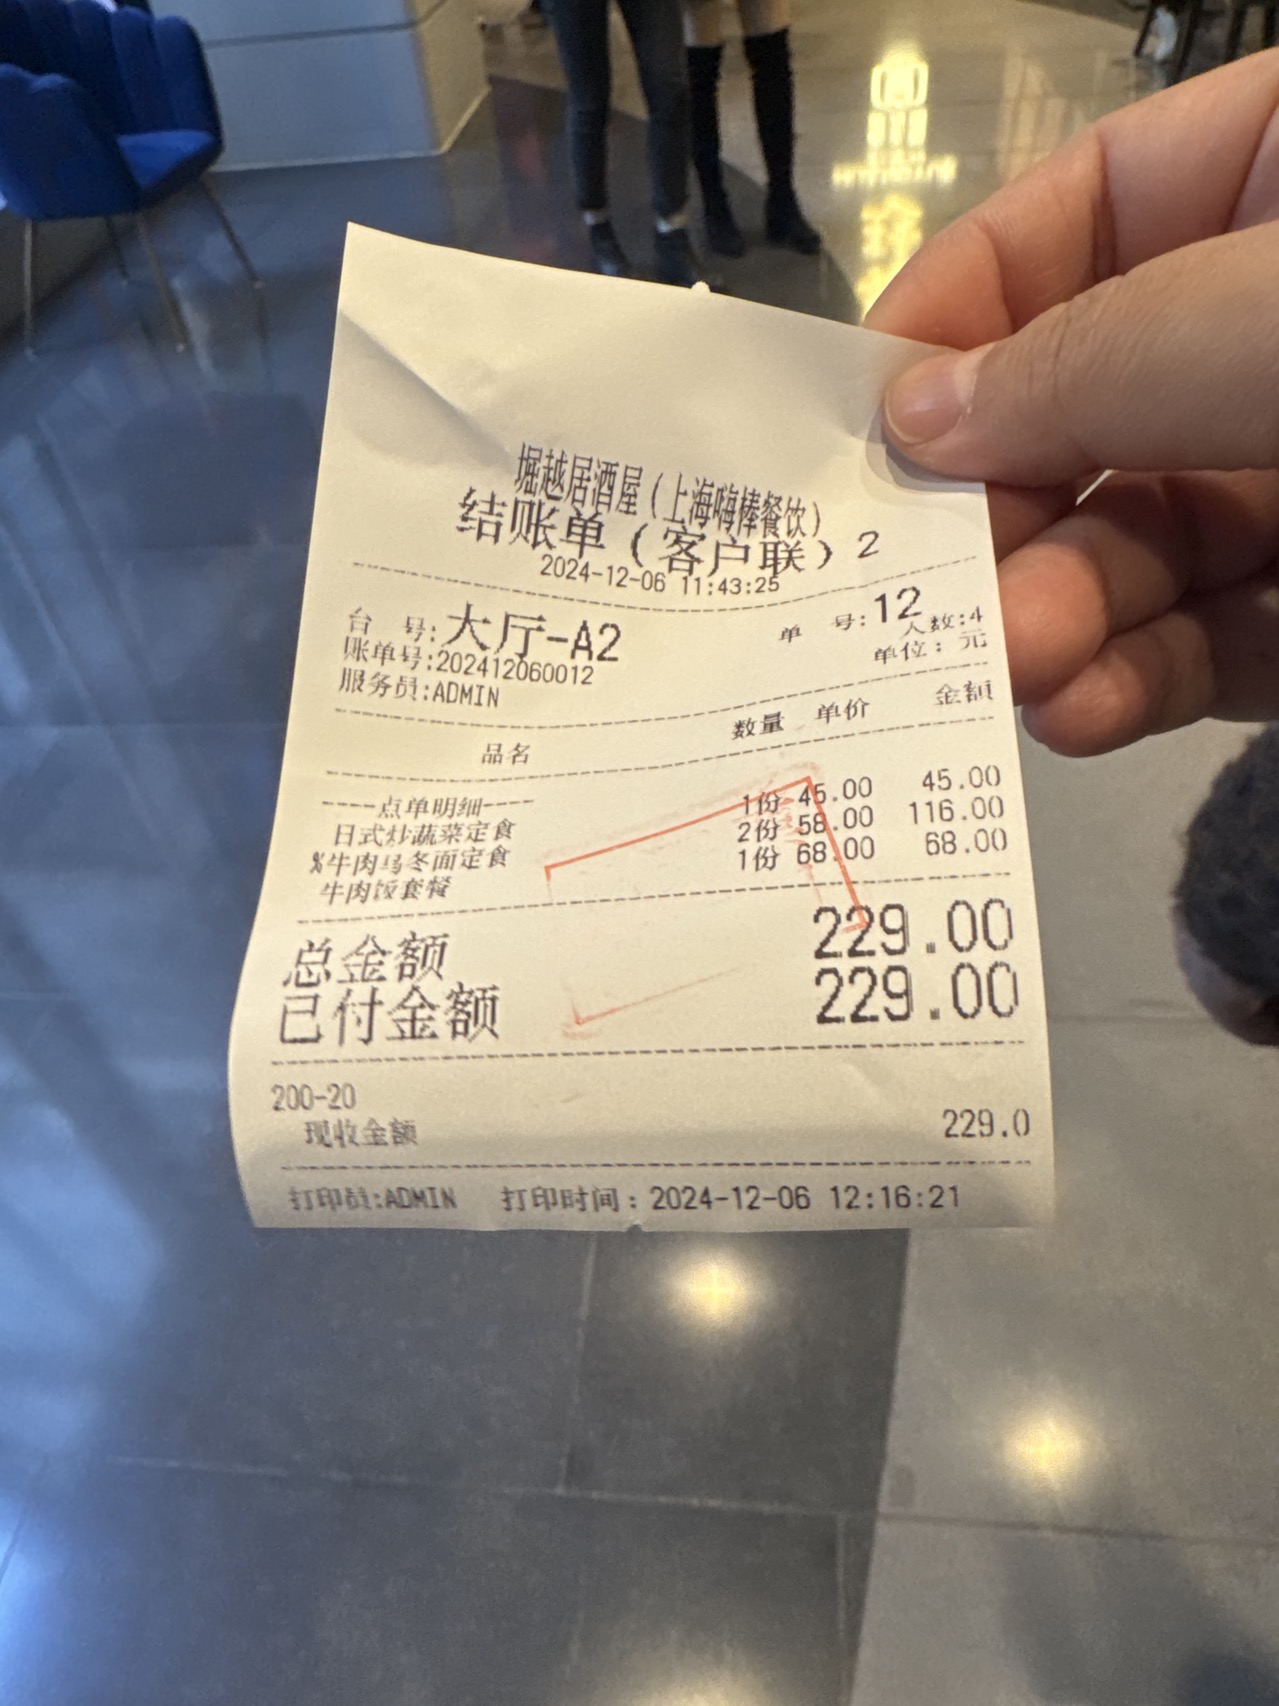 堀越居酒屋（上海嗨棒餐饮）
结账单（客户联）2
2024-12-06 11:43:25
台 号:大厅-A2 单 号:12
账单号:202412060012 人数:4
服务员:ADMIN 单位：元
品名 数量 单价 金额
----点单明细----
日式炒蔬菜定食 1份 45.00 45.00
%牛肉乌冬面定食 2份 58.00 116.00
牛肉饭套餐 1份 68.00 68.00
总金额 229.00
已付金额 229.00
200-20
现收金额 229.0
打印员:ADMIN 打印时间：2024-12-06 12:16:21